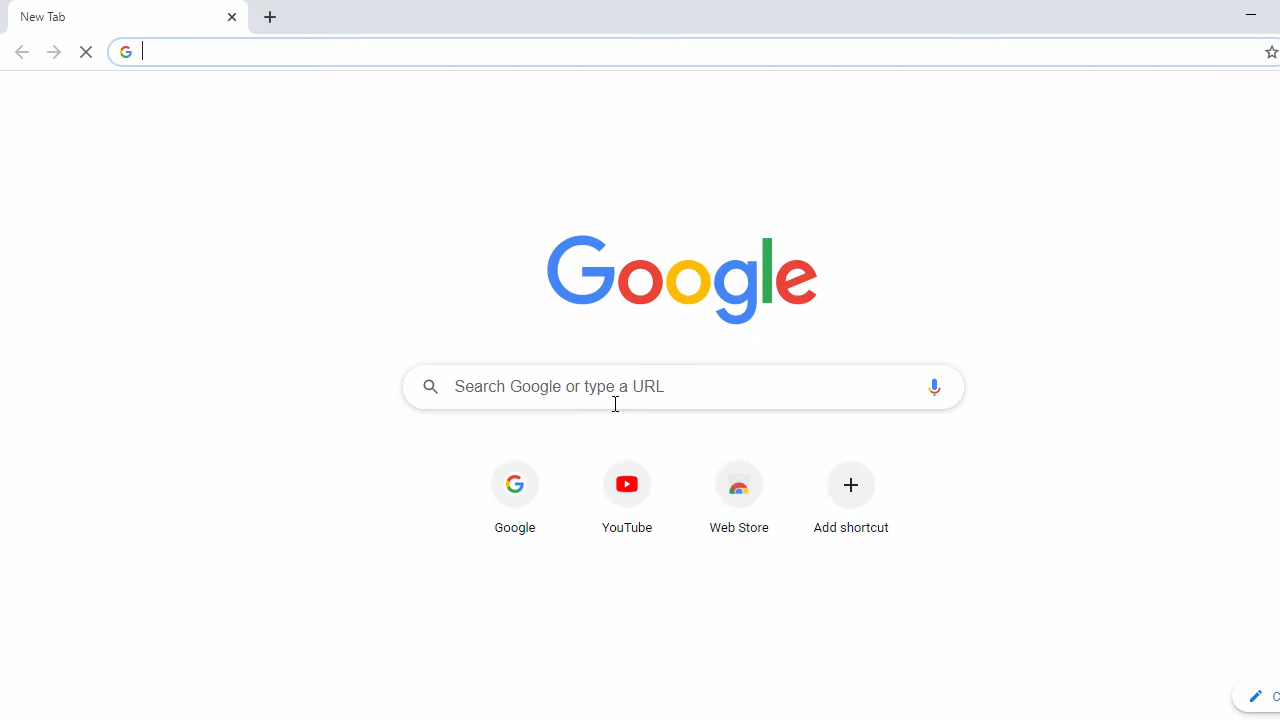 New Tab
Google
Search Google or type a URL
Google
YouTube
Web Store
Add shortcut